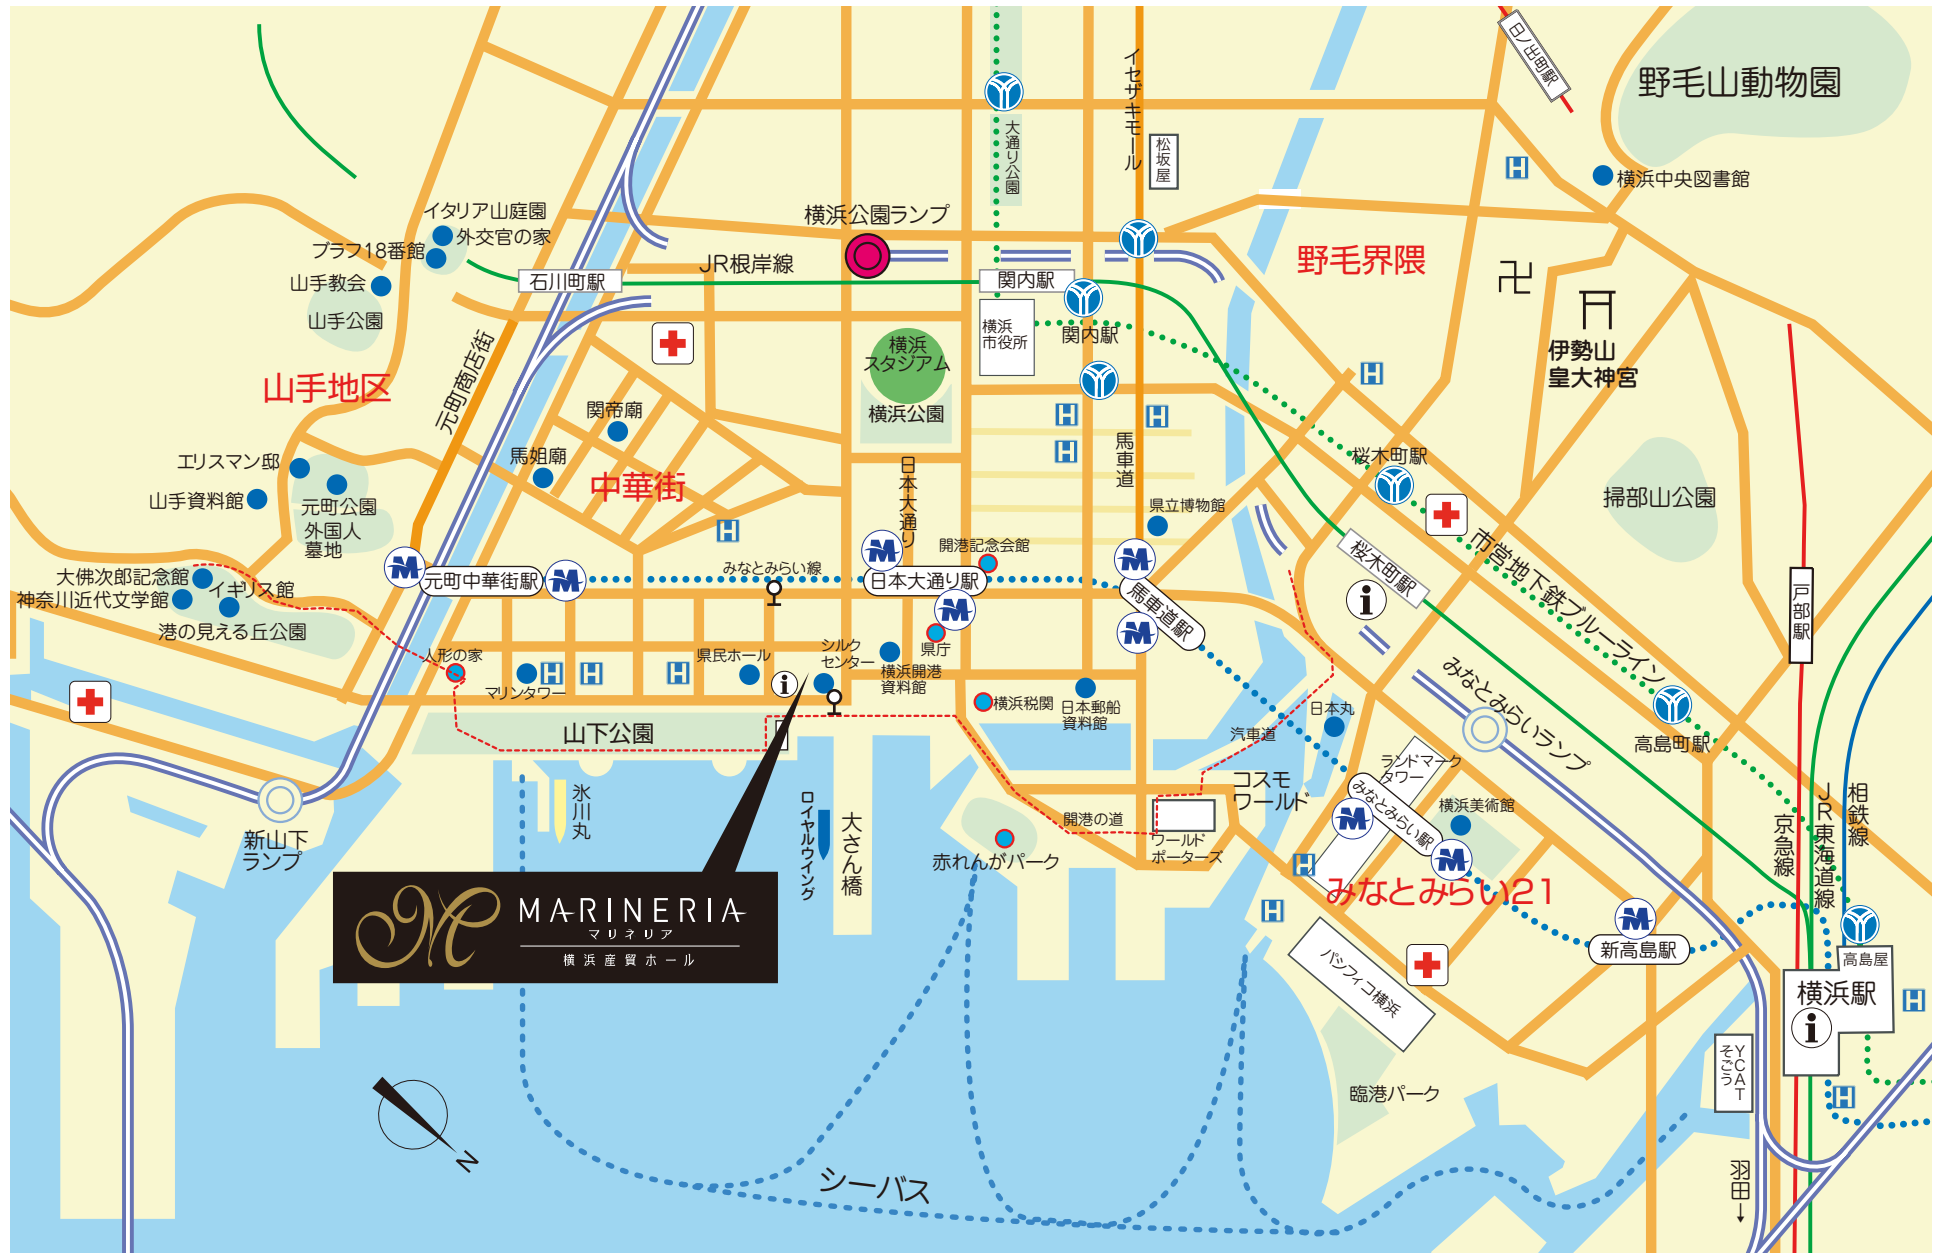 日ノ出町駅
野毛山動物園
イセザキモール
松坂屋
大通り公園
横浜中央図書館
イタリア山庭園
外交官の家
ブラフ18番館
山手教会
山手公園
横浜公園ランプ
JR根岸線
石川町駅
関内駅
野毛界隈
卍
横浜
市役所
関内駅
伊勢山
皇大神宮
元町商店街
横浜
スタジアム
横浜公園
山手地区
関帝廟
馬姐廟
中華街
日本大通り
馬車道
桜木町駅
掃部山公園
エリスマン邸
山手資料館
元町公園
外国人
墓地
県立博物館
開港記念会館
桜木町駅
市営地下鉄ブルーライン
大佛次郎記念館
神奈川近代文学館
イギリス館
港の見える丘公園
元町中華街駅
みなとみらい線
日本大通り駅
馬車道駅
戸部駅
人形の家
マリンタワー
県民ホール
シルク
センター
県庁
横浜開港
資料館
横浜税関
日本郵船
資料館
汽車道
日本丸
みなとみらいランプ
高島町駅
山下公園
氷川丸
ロイヤルウイング
大さん橋
新山下
ランプ
赤れんがパーク
開港の道
ワールド
ポーターズ
コスモ
ワールド
ランドマーク
タワー
みなとみらい駅
横浜美術館
みなとみらい21
京急線
JR東海道線
相鉄線
新高島駅
高島屋
横浜駅
パシフィコ横浜
臨港パーク
YCAT
そごう
羽田
MARINERIA
マリネリア
横浜産貿ホール
シーバス
N
H
H
H
H
H
H
H
H
H
H
H
H
H
H
i
i
i